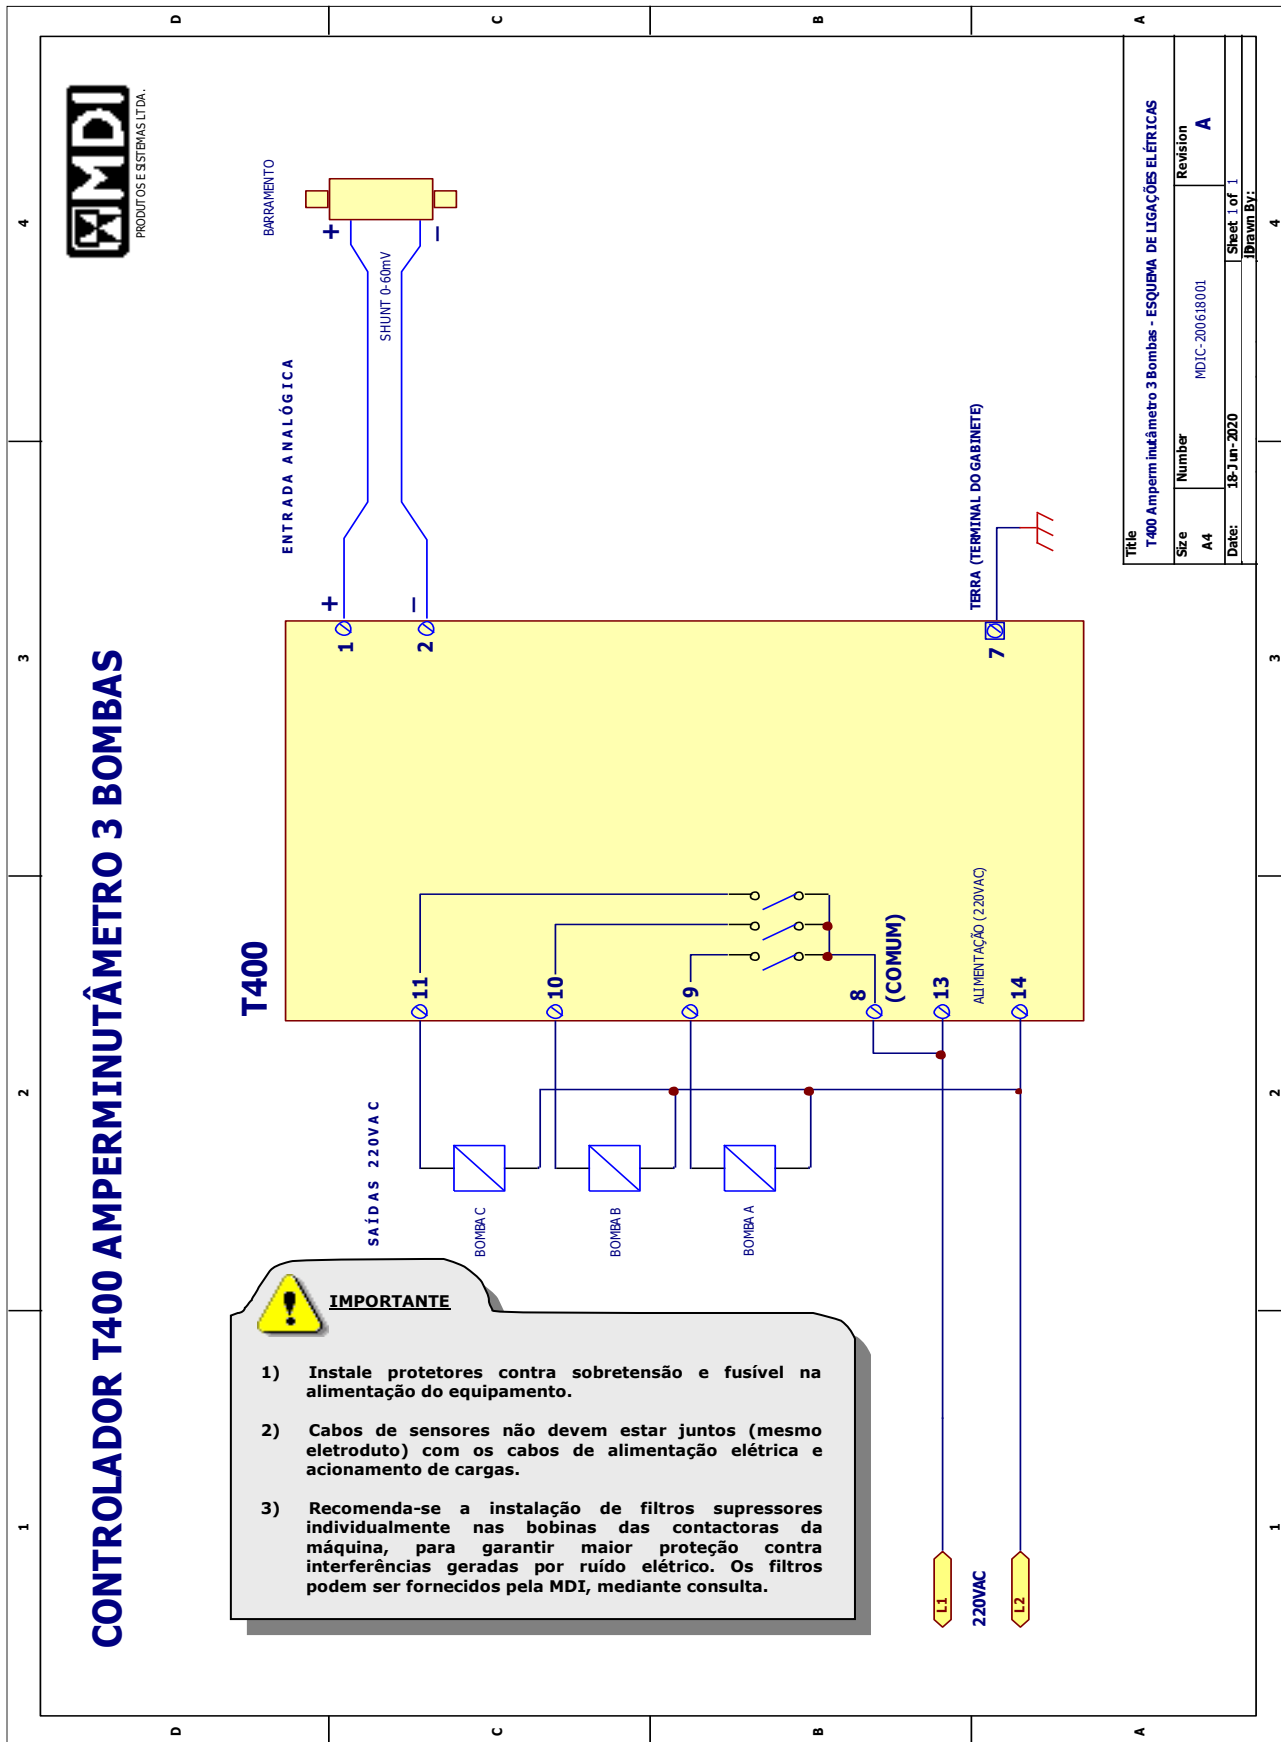 CONTROLADOR T400 AMPERMINUTÂMETRO 3 BOMBAS
MDI
PRODUTOS E SISTEMAS LTDA.
T400
SAÍDAS 220VAC
BOMBA C
BOMBA B
BOMBA A
11
10
9
8
(COMUM)
13
ALIMENTAÇÃO (220VAC)
14
L1
220VAC
L2
ENTRADA ANALÓGICA
1
+
2
−
SHUNT 0-60mV
BARRAMENTO
+
−
7
TERRA (TERMINAL DO GABINETE)
IMPORTANTE
1) Instale protetores contra sobretensão e fusível na
alimentação do equipamento.
2) Cabos de sensores não devem estar juntos (mesmo
eletroduto) com os cabos de alimentação elétrica e
acionamento de cargas.
3) Recomenda-se a instalação de filtros supressores
individualmente nas bobinas das contactoras da
máquina, para garantir maior proteção contra
interferências geradas por ruído elétrico. Os filtros
podem ser fornecidos pela MDI, mediante consulta.
Title
T400 Amperminutâmetro 3 Bombas - ESQUEMA DE LIGAÇÕES ELÉTRICAS
Size
A4
Number
MDIC-200618001
Revision
A
Date:
18-Jun-2020
Sheet 1 of 1
Drawn By:
1
2
3
4
1
2
3
4
D
C
B
A
D
C
B
A